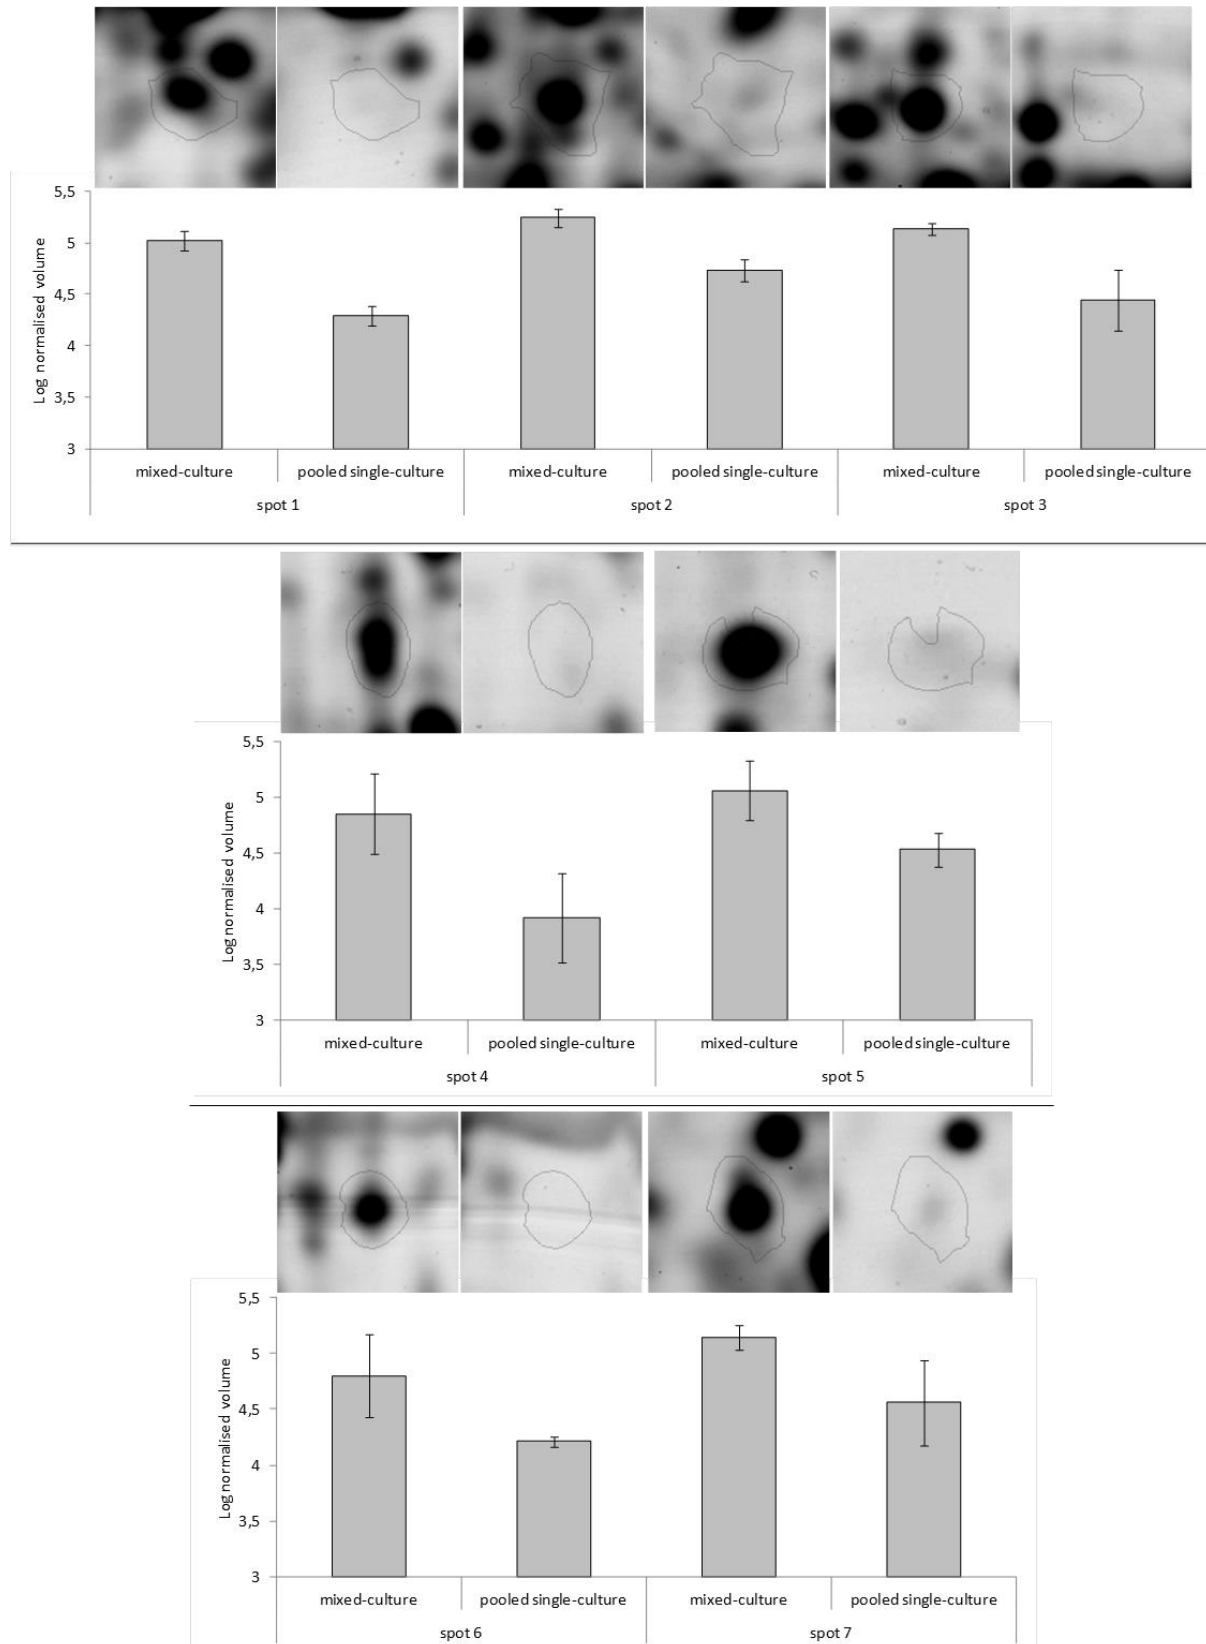 5,5
5
4,5
4
3,5
3
Log normalised volume
mixed-culture pooled single-culture mixed-culture pooled single-culture mixed-culture pooled single-culture
spot 1 spot 2 spot 3
5,5
5
4,5
4
3,5
3
Log normalised volume
mixed-culture pooled single-culture mixed-culture pooled single-culture
spot 4 spot 5
5,5
5
4,5
4
3,5
3
Log normalised volume
mixed-culture pooled single-culture mixed-culture pooled single-culture
spot 6 spot 7